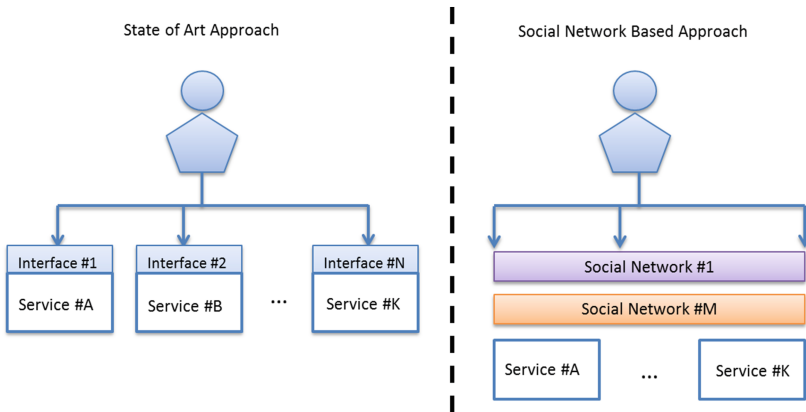 State of Art Approach
Social Network Based Approach
Interface #1
Interface #2
Interface #N
Service #A
Service #B
...
Service #K
Social Network #1
Social Network #M
Service #A
...
Service #K